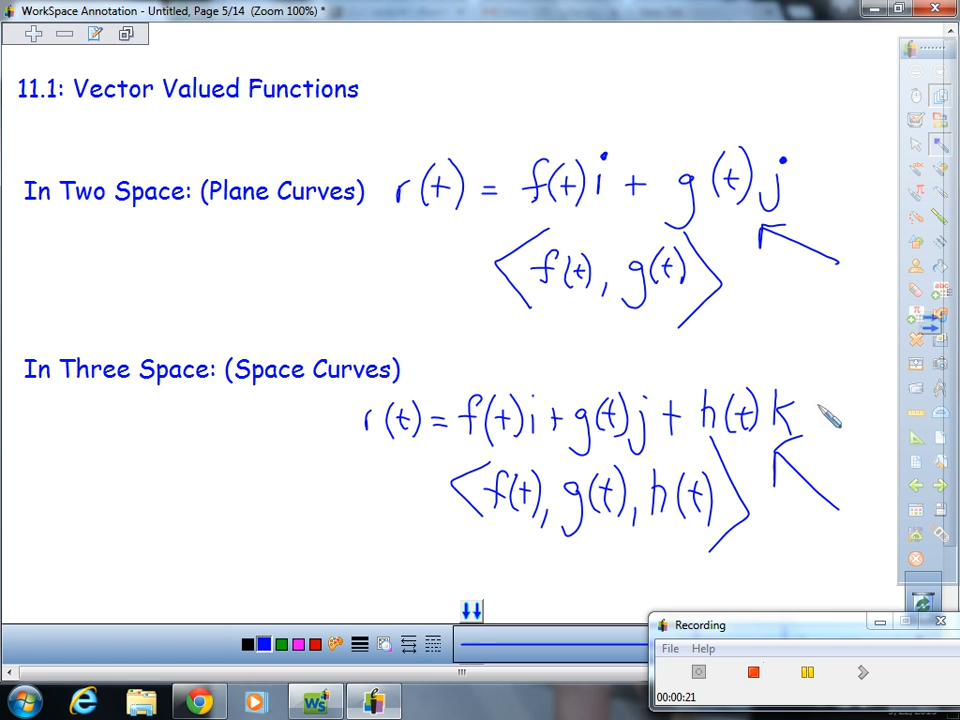 WorkSpace Annotation - Untitled, Page 5/14 (Zoom 100%) *
11.1: Vector Valued Functions
In Two Space: (Plane Curves) r(t) = f(t)i + g(t)j
<f(t), g(t)>
In Three Space: (Space Curves)
r(t) = f(t)i + g(t)j + h(t)k
<f(t), g(t), h(t)>
Recording
File Help
00:00:21